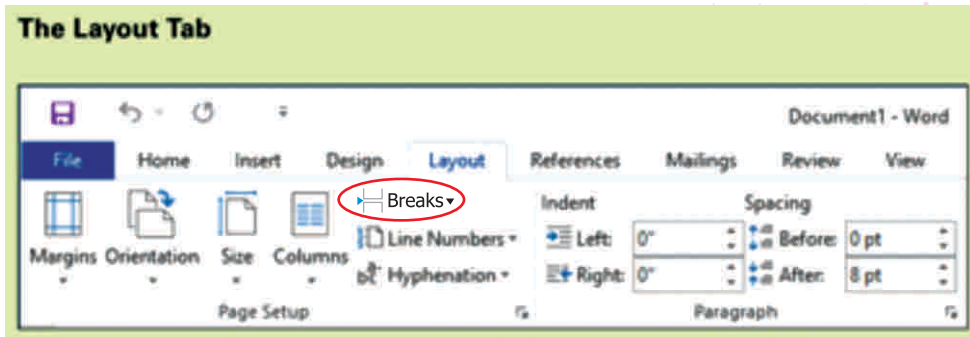 The Layout Tab
Document1 - Word
File Home Insert Design Layout References Mailings Review View
Breaks Indent Spacing
Line Numbers Left: 0" Before: 0 pt
Margins Orientation Size Columns
Hyphenation Right: 0" After: 8 pt
Page Setup Paragraph